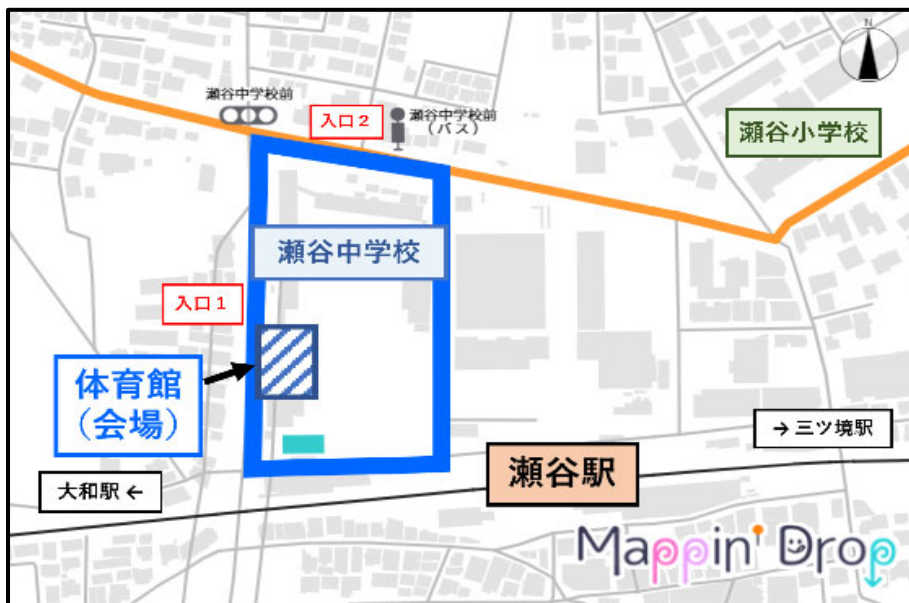 N
瀬谷中学校前
入口2
瀬谷中学校前
（バス）
瀬谷小学校
瀬谷中学校
入口1
体育館
（会場）
→三ツ境駅
瀬谷駅
大和駅←
Mappin' Drop